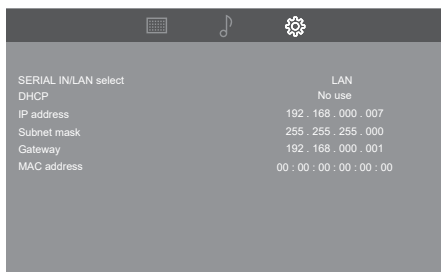 SERIAL IN/LAN select LAN
DHCP No use
IP address 192 . 168 . 000 . 007
Subnet mask 255 . 255 . 255 . 000
Gateway 192 . 168 . 000 . 001
MAC address 00 : 00 : 00 : 00 : 00 : 00